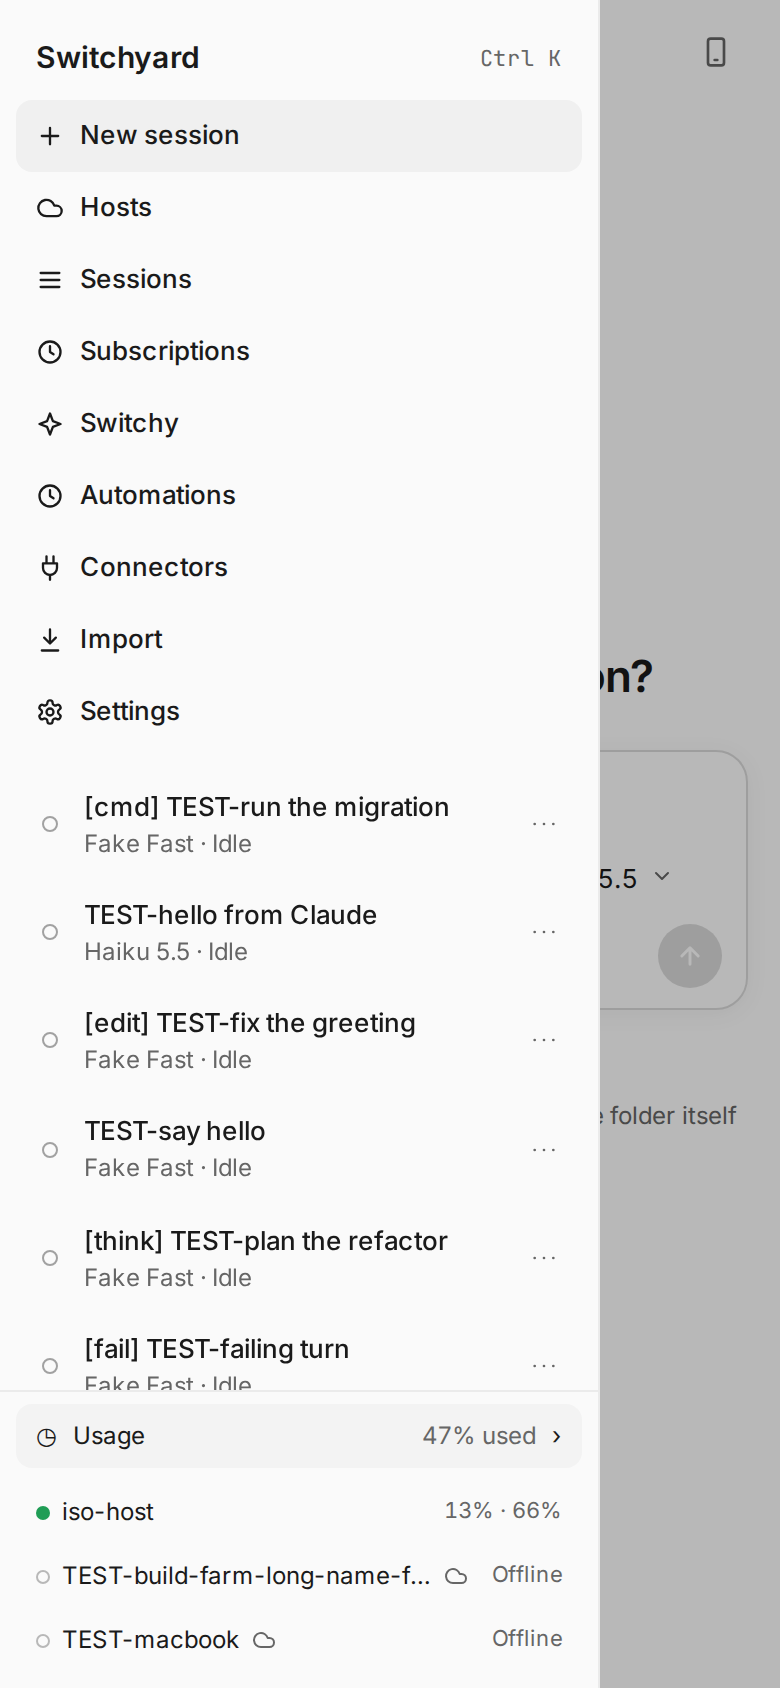 Switchyard Ctrl K
New session
Hosts
Sessions
Subscriptions
Switchy
Automations
Connectors
Import
Settings
on?
[cmd] TEST-run the migration
Fake Fast · Idle
5.5
TEST-hello from Claude
Haiku 5.5 · Idle
[edit] TEST-fix the greeting
Fake Fast · Idle
folder itself
TEST-say hello
Fake Fast · Idle
[think] TEST-plan the refactor
Fake Fast · Idle
[fail] TEST-failing turn
Fake Fast · Idle
Usage 47% used
iso-host 13% · 66%
TEST-build-farm-long-name-f... Offline
TEST-macbook Offline